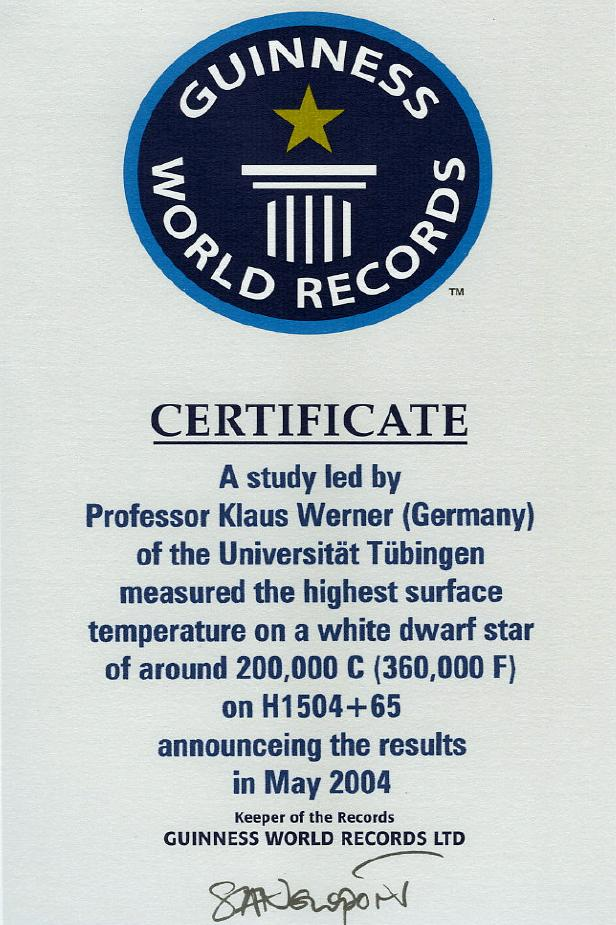 GUINNESS
WORLD RECORDS
TM
CERTIFICATE
A study led by
Professor Klaus Werner (Germany)
of the Universität Tübingen
measured the highest surface
temperature on a white dwarf star
of around 200,000 C (360,000 F)
on H1504+65
announceing the results
in May 2004
Keeper of the Records
GUINNESS WORLD RECORDS LTD